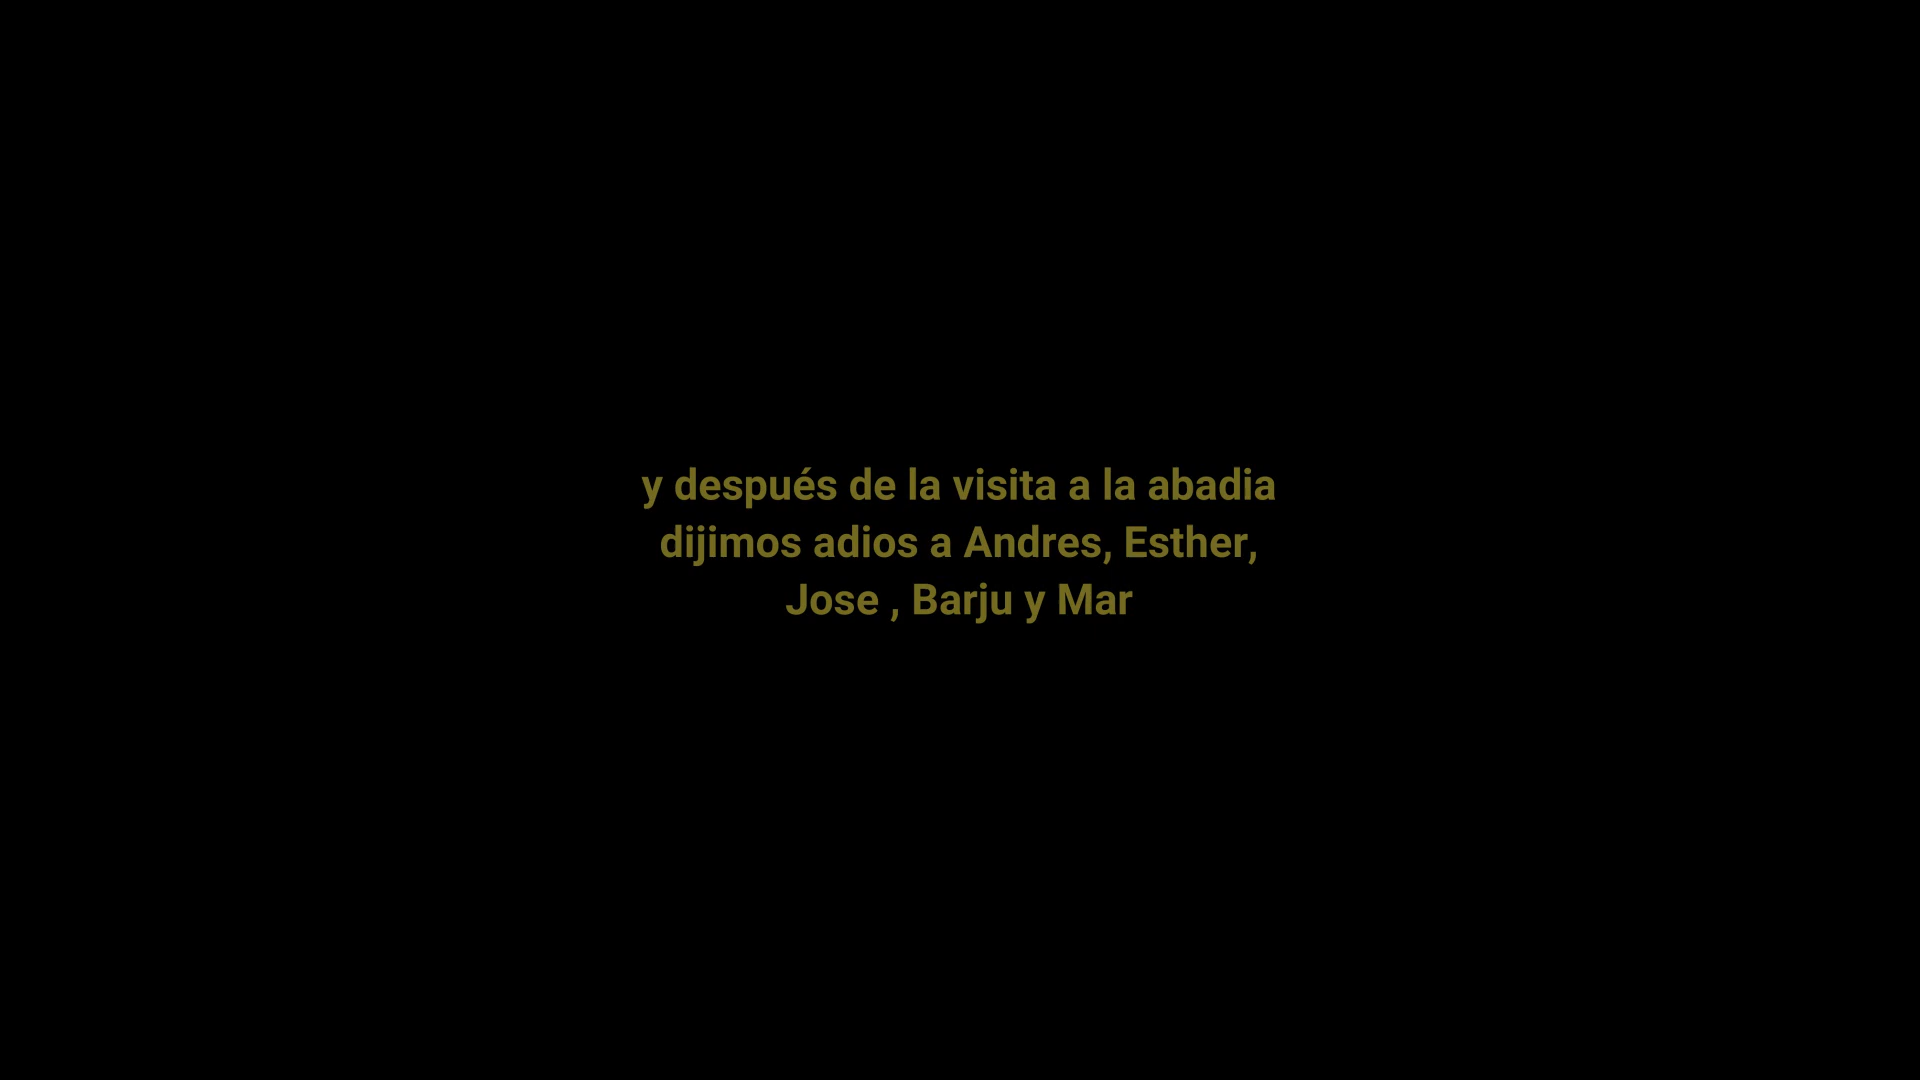 y después de la visita a la abadia
dijimos adios a Andres, Esther,
Jose , Barju y Mar